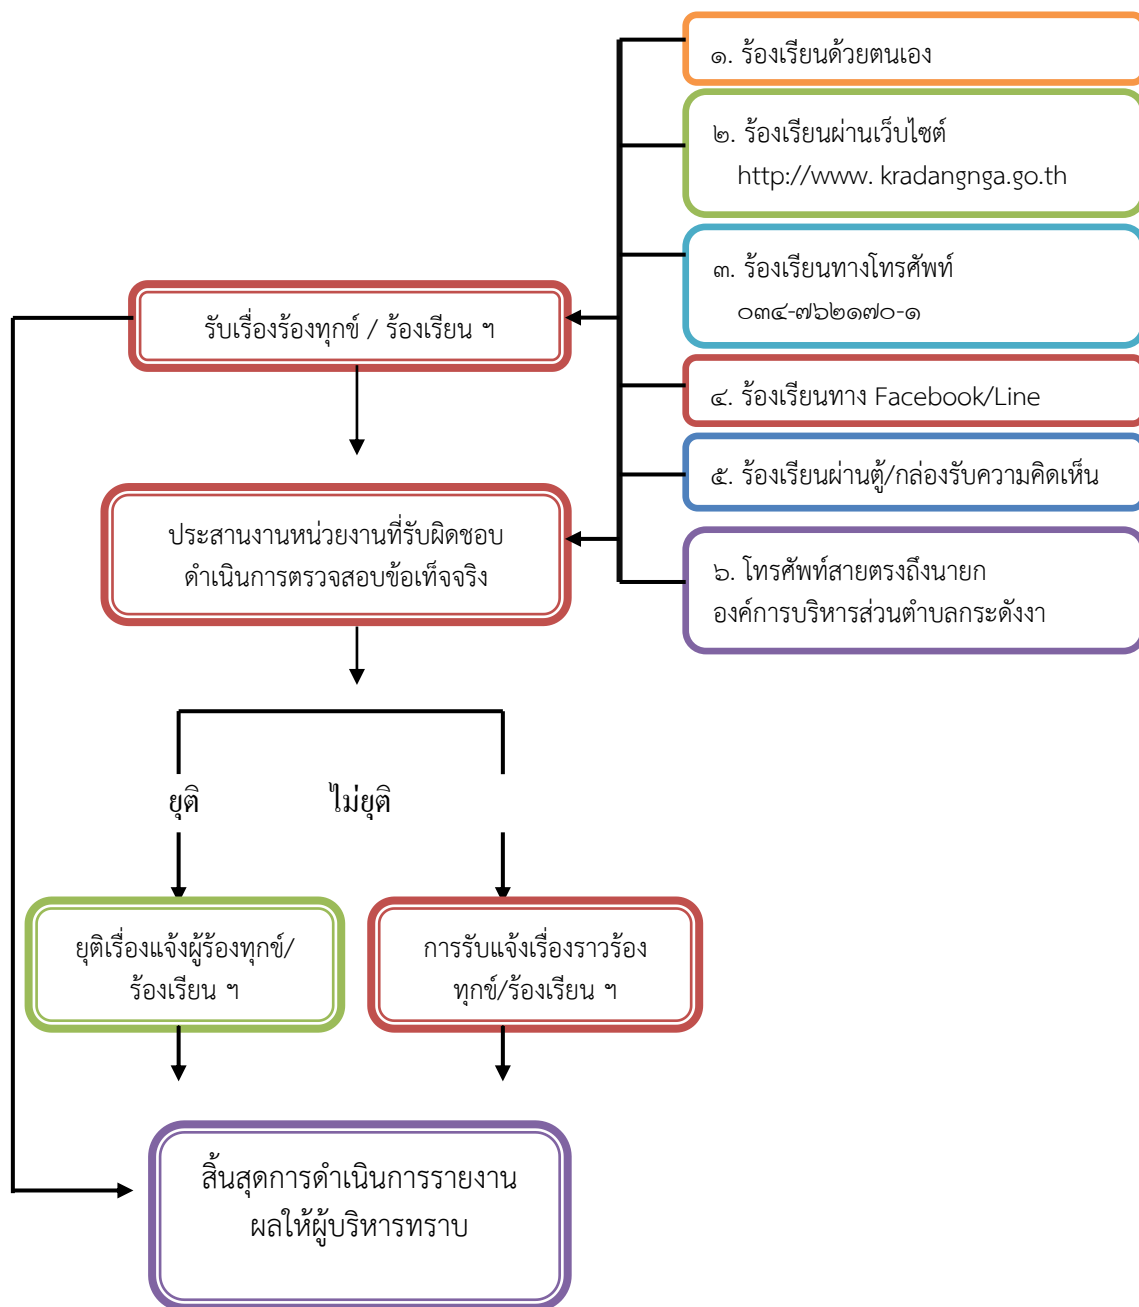 ๑. ร้องเรียนด้วยตนเอง
๒. ร้องเรียนผ่านเว็บไซต์
http://www. kradangnga.go.th
๓. ร้องเรียนทางโทรศัพท์
๐๓๔-๗๖๒๑๗๐-๑
๔. ร้องเรียนทาง Facebook/Line
๕. ร้องเรียนผ่านตู้/กล่องรับความคิดเห็น
๖. โทรศัพท์สายตรงถึงนายก
องค์การบริหารส่วนตำบลกระดังงา
รับเรื่องร้องทุกข์ / ร้องเรียน ฯ
ประสานงานหน่วยงานที่รับผิดชอบ
ดำเนินการตรวจสอบข้อเท็จจริง
ยุติ
ไม่ยุติ
ยุติเรื่องแจ้งผู้ร้องทุกข์/
ร้องเรียน ฯ
การรับแจ้งเรื่องราวร้อง
ทุกข์/ร้องเรียน ฯ
สิ้นสุดการดำเนินการรายงาน
ผลให้ผู้บริหารทราบ